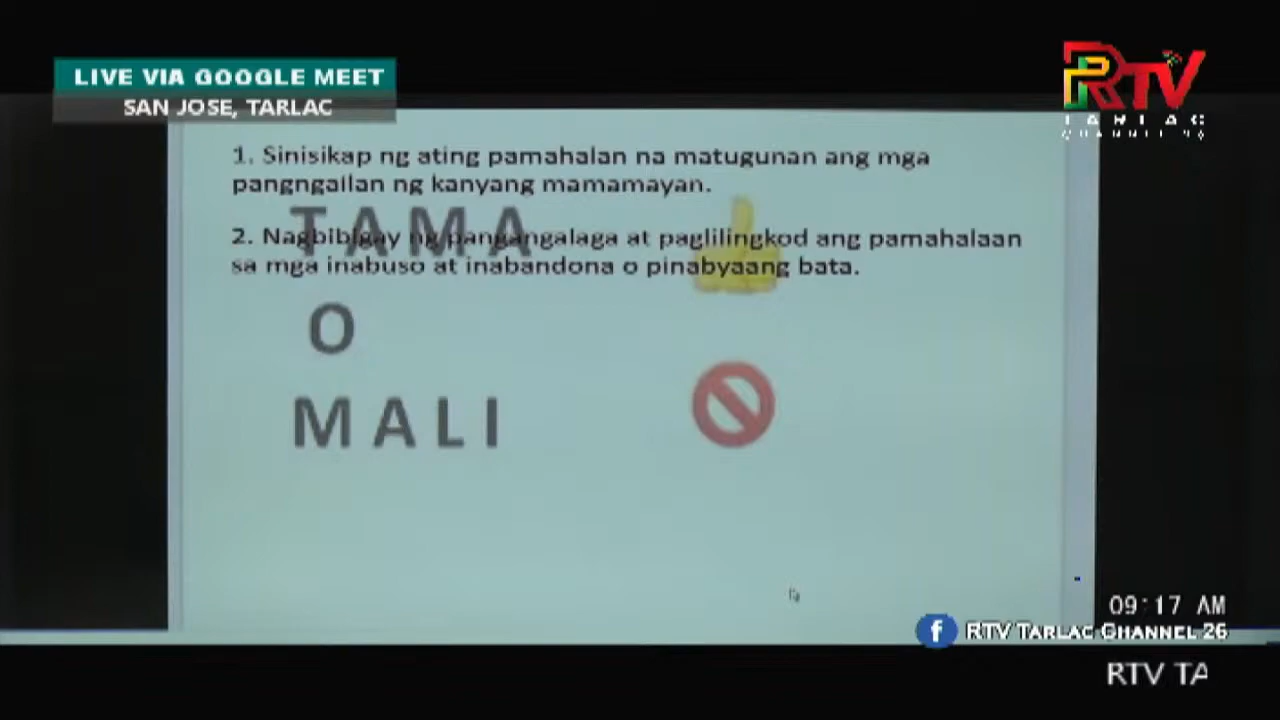 LIVE VIA GOOGLE MEET
SAN JOSE, TARLAC
RTV
TARLAC
CHANNEL 26
1. Sinisikap ng ating pamahalan na matugunan ang mga
pangngailan ng kanyang mamamayan.
2. Nagbibigay ng pangangalaga at paglilingkod ang pamahalaan
sa mga inabuso at inabandona o pinabyaang bata.
TAMA
O
MALI
09:17 AM
RTV TARLAC CHANNEL 26
RTV TA